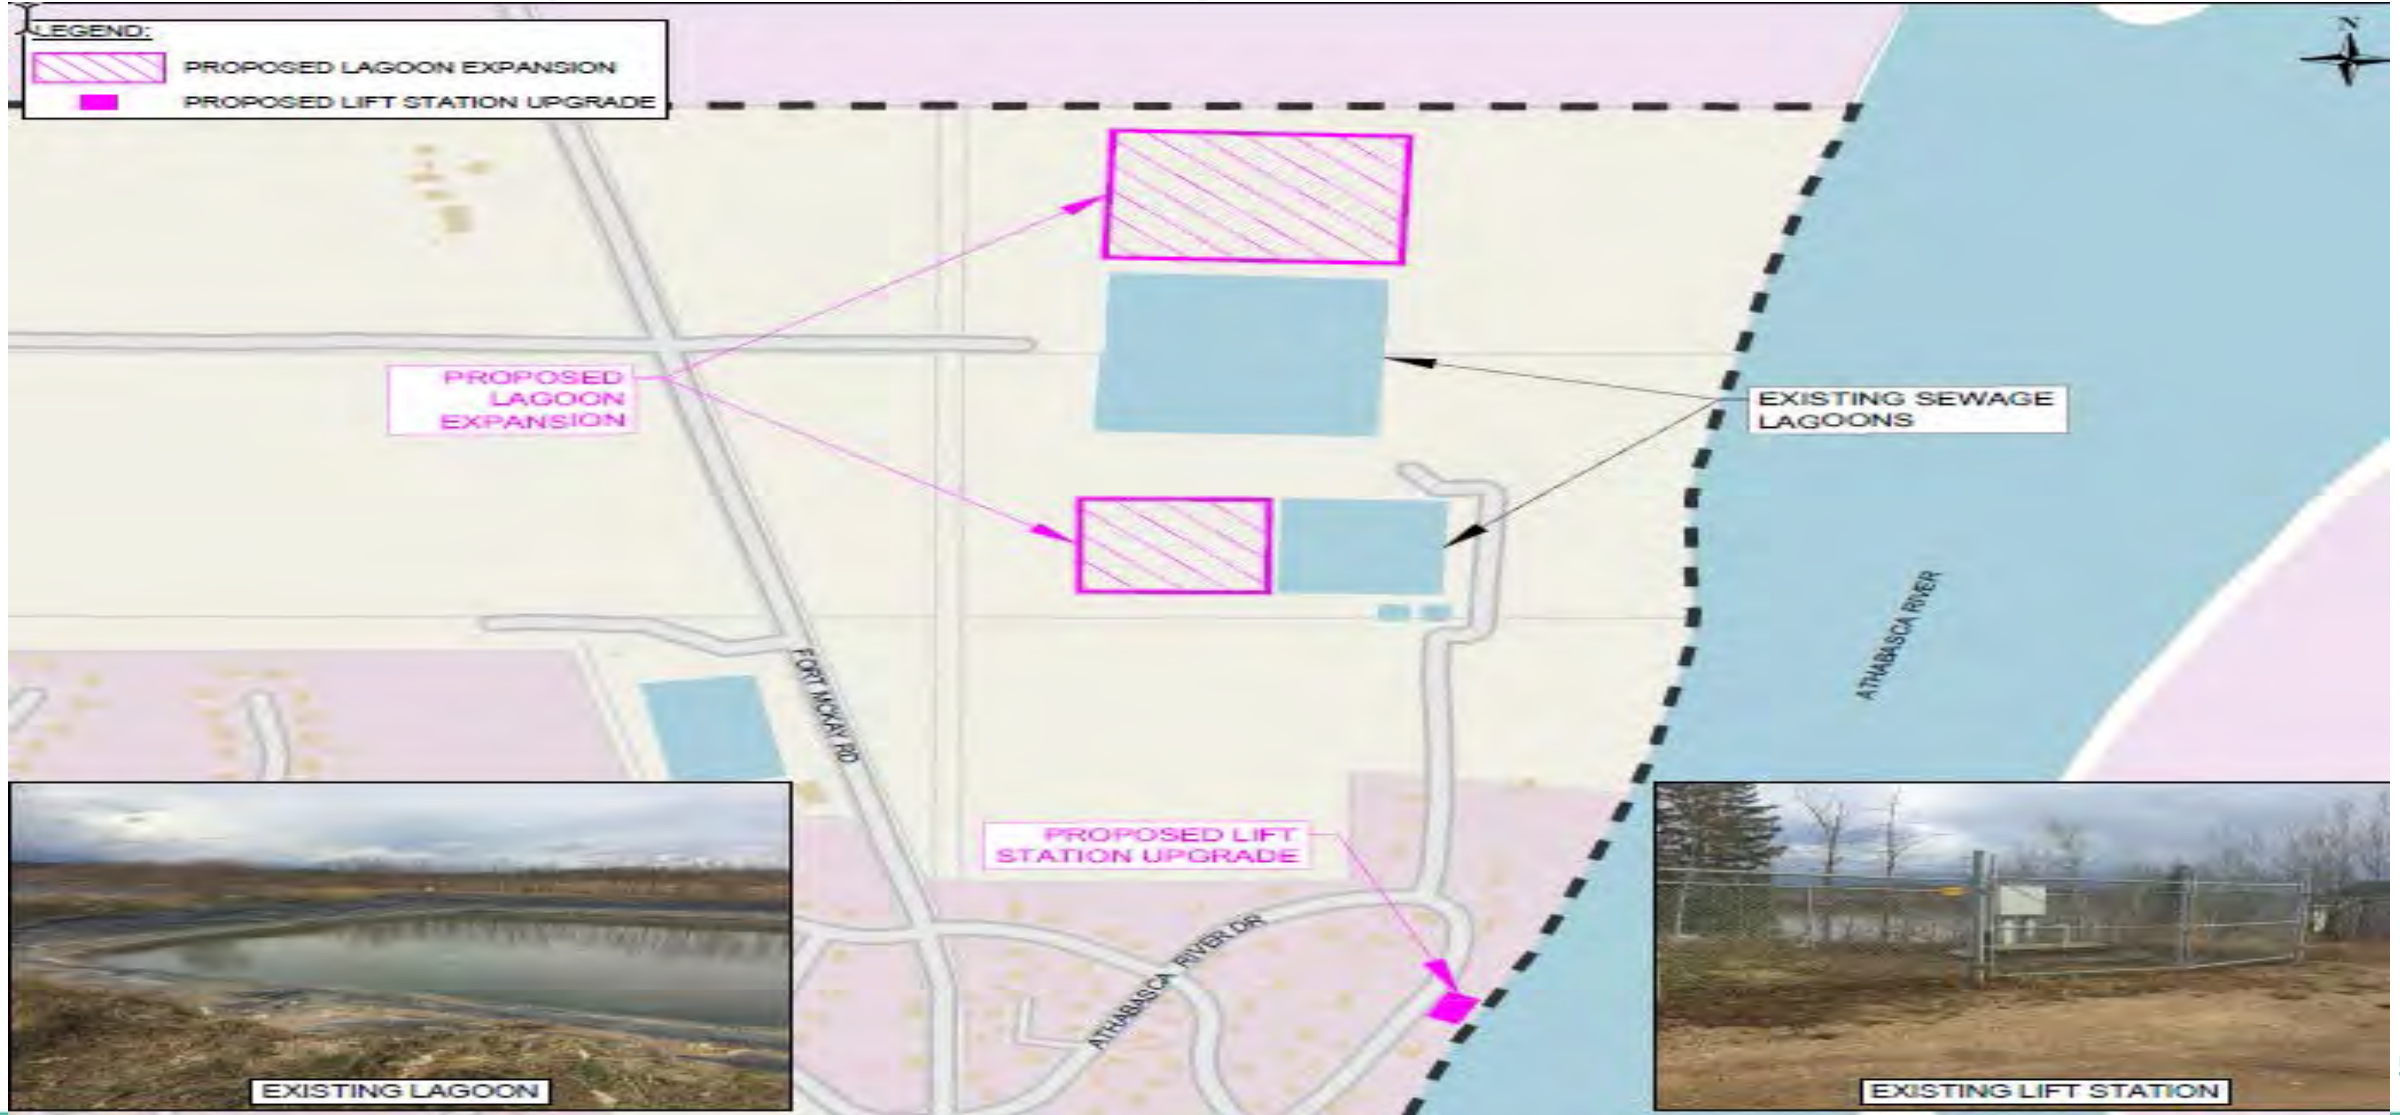 N
LEGEND:
PROPOSED LAGOON EXPANSION
PROPOSED LIFT STATION UPGRADE
PROPOSED
LAGOON
EXPANSION
EXISTING SEWAGE
LAGOONS
ATHABASCA RIVER
FORT MCKAY RD
PROPOSED LIFT
STATION UPGRADE
ATHABASCA RIVER DR
EXISTING LAGOON
EXISTING LIFT STATION